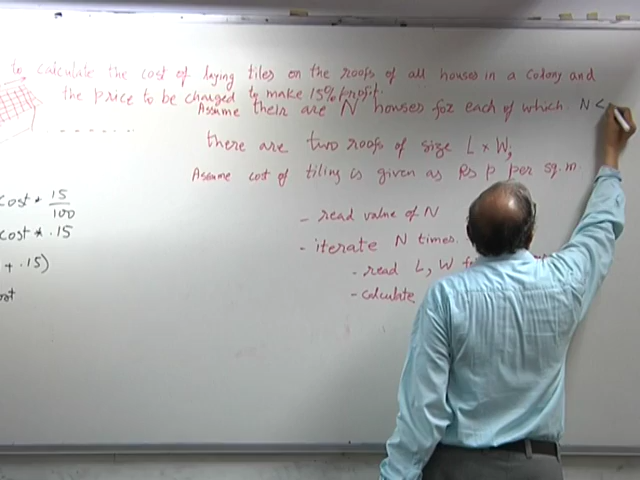 to calculate the cost of laying tiles on the roofs of all houses in a colony and
the price to be charged to make 15% profit.
Assume their are N houses for each of which N <
there are two roofs of size L × W;
Assume cost of tiling is given as Rs P per sq.m.
cost * 15/100
cost * .15
+ .15)
- read value of N
- iterate N times.
- read L, W
- calculate